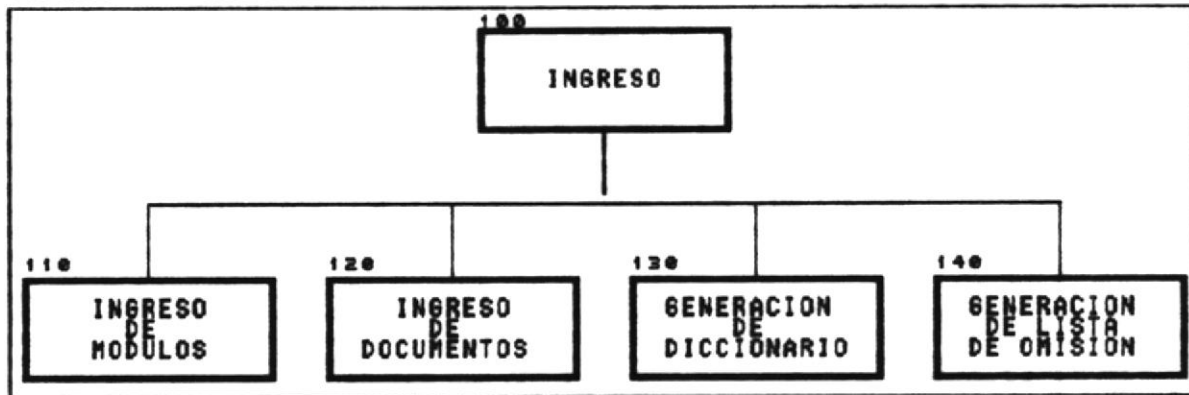 100
INGRESO
110
INGRESO
DE
MODULOS
120
INGRESO
DE
DOCUMENTOS
130
GENERACION
DE
DICCIONARIO
140
GENERACION
DE LISTA
DE OMISION